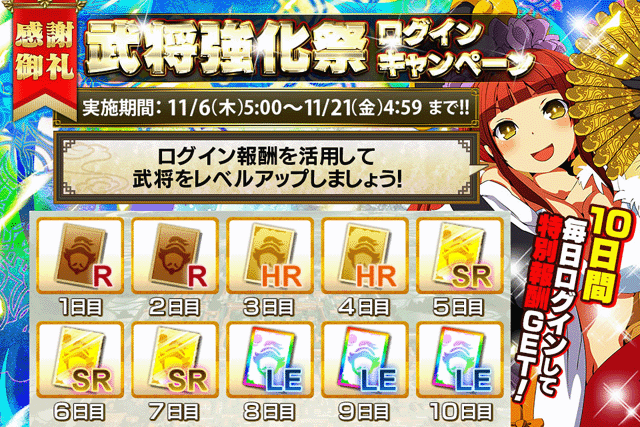 感謝
御礼
武将強化祭
ログイン
キャンペーン
実施期間：11/6(木)5:00～11/21(金)4:59 まで!!
ログイン報酬を活用して
武将をレベルアップしましょう!
10日間
毎日ログインして
特別報酬GET!
R
R
HR
HR
SR
1日目
2日目
3日目
4日目
5日目
SR
SR
LE
LE
LE
6日目
7日目
8日目
9日目
10日目